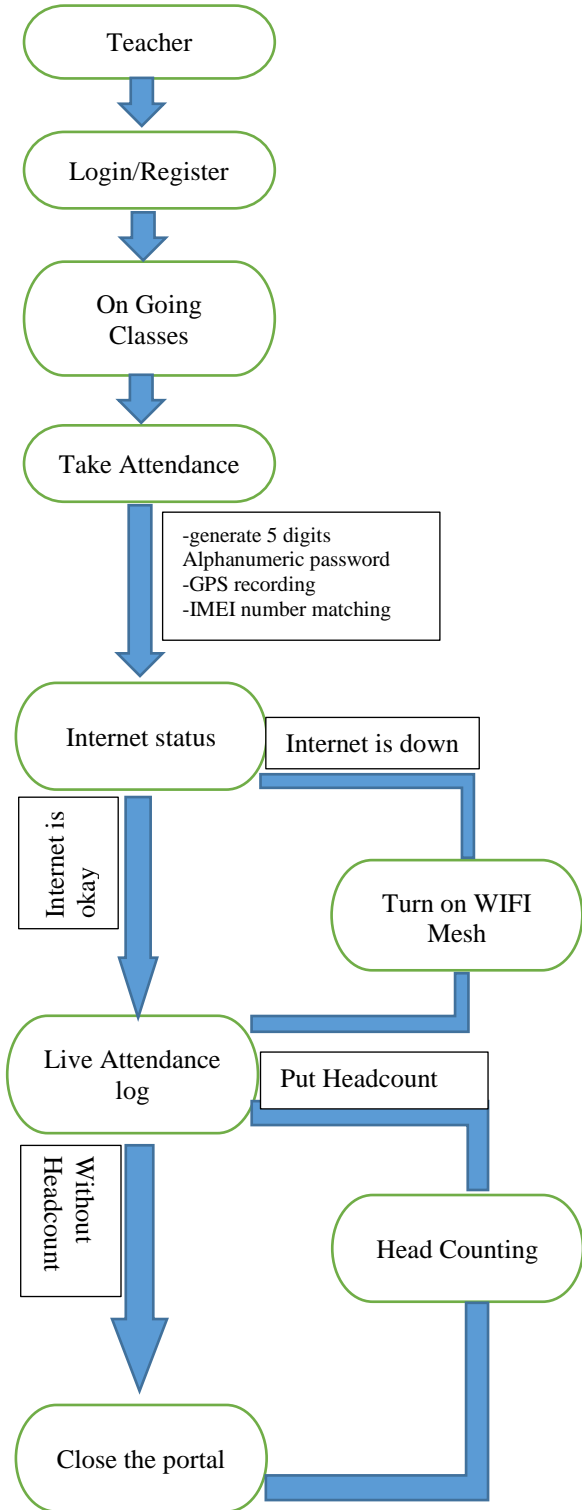 Teacher
Login/Register
On Going
Classes
Take Attendance
-generate 5 digits
Alphanumeric password
-GPS recording
-IMEI number matching
Internet status
Internet is down
Internet is
okay
Turn on WIFI
Mesh
Live Attendance
log
Put Headcount
Without
Headcount
Head Counting
Close the portal